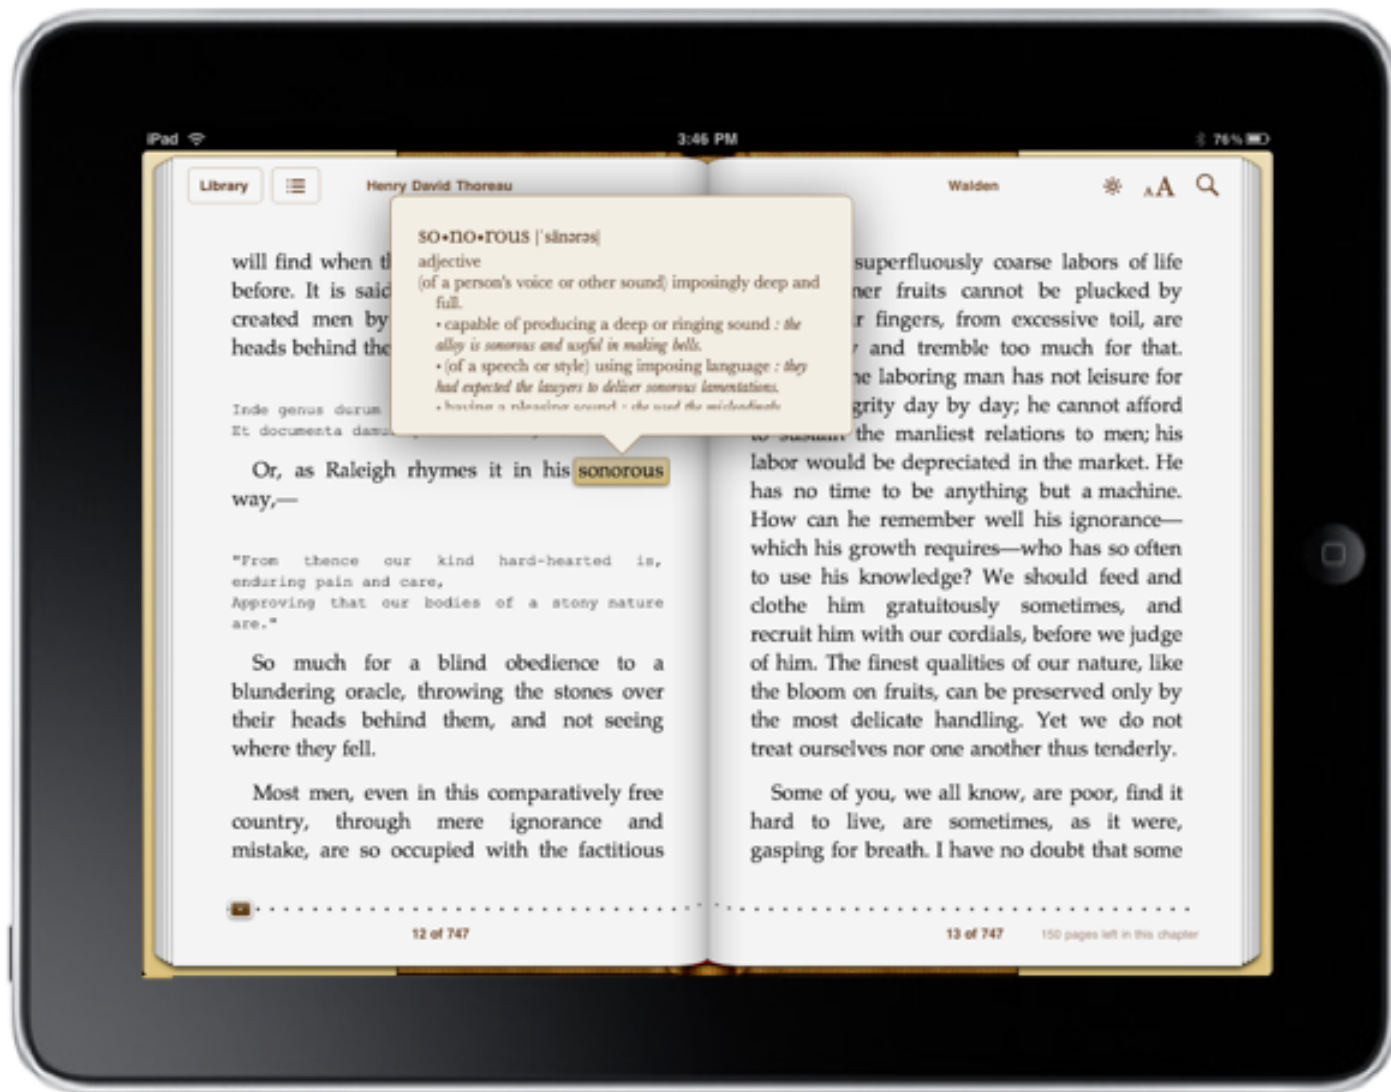 iPad
3:46 PM
76%
Library
Henry David Thoreau
Walden
AA
so•no•rous |ˈsänərəs|
adjective
(of a person's voice or other sound) imposingly deep and
full.
• capable of producing a deep or ringing sound : the
alloy is sonorous and useful in making bells.
• (of a speech or style) using imposing language : they
had expected the lawyers to deliver sonorous lamentations.
• having a pleasing sound : she used the misleadingly
will find when
before. It is said
created men by
heads behind the
Inde genus durum
Et documenta
Or, as Raleigh rhymes it in his sonorous
way,—
"From thence our kind hard-hearted is,
enduring pain and care,
Approving that our bodies of a stony nature
are."
So much for a blind obedience to a
blundering oracle, throwing the stones over
their heads behind them, and not seeing
where they fell.
Most men, even in this comparatively free
country, through mere ignorance and
mistake, are so occupied with the factitious
12 of 747
superfluously coarse labors of life
fruits cannot be plucked by
fingers, from excessive toil, are
and tremble too much for that.
laboring man has not leisure for
day by day; he cannot afford
to sustain the manliest relations to men; his
labor would be depreciated in the market. He
has no time to be anything but a machine.
How can he remember well his ignorance—
which his growth requires—who has so often
to use his knowledge? We should feed and
clothe him gratuitously sometimes, and
recruit him with our cordials, before we judge
of him. The finest qualities of our nature, like
the bloom on fruits, can be preserved only by
the most delicate handling. Yet we do not
treat ourselves nor one another thus tenderly.
Some of you, we all know, are poor, find it
hard to live, are sometimes, as it were,
gasping for breath. I have no doubt that some
13 of 747
150 pages left in this chapter